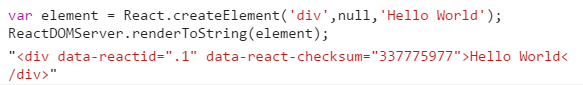 var element = React.createElement('div',null,'Hello World');
ReactDOMServer.renderToString(element);
"<div data-reactid=".1" data-react-checksum="337775977">Hello World<
/div>"